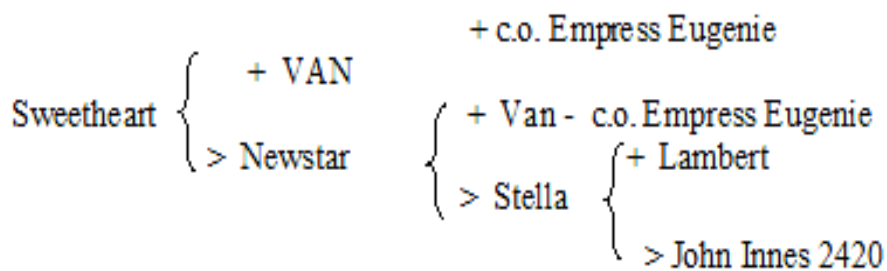 + c.o. Empress Eugenie
+ VAN
Sweetheart
+ Van - c.o. Empress Eugenie
> Newstar
+ Lambert
> Stella
> John Innes 2420